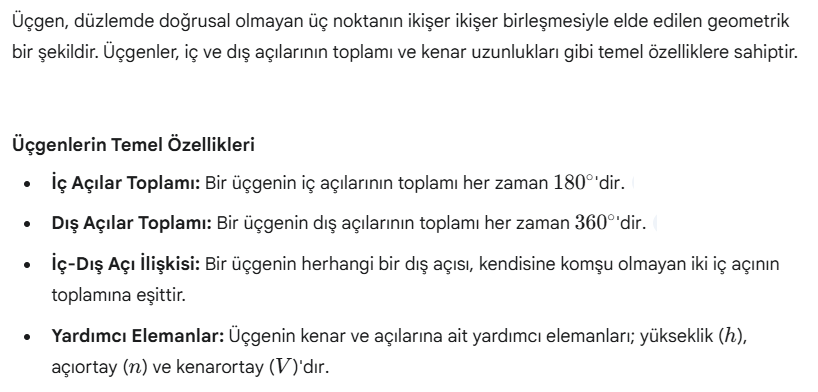 Üçgen, düzlemde doğrusal olmayan üç noktanın ikişer ikişer birleşmesiyle elde edilen geometrik
bir şekildir. Üçgenler, iç ve dış açılarının toplamı ve kenar uzunlukları gibi temel özelliklere sahiptir.
Üçgenlerin Temel Özellikleri
• İç Açılar Toplamı: Bir üçgenin iç açılarının toplamı her zaman 180°'dir.
• Dış Açılar Toplamı: Bir üçgenin dış açılarının toplamı her zaman 360°'dir.
• İç-Dış Açı İlişkisi: Bir üçgenin herhangi bir dış açısı, kendisine komşu olmayan iki iç açının
toplamına eşittir.
• Yardımcı Elemanlar: Üçgenin kenar ve açılarına ait yardımcı elemanları; yükseklik (h),
açıortay (n) ve kenarortay (V)'dır.